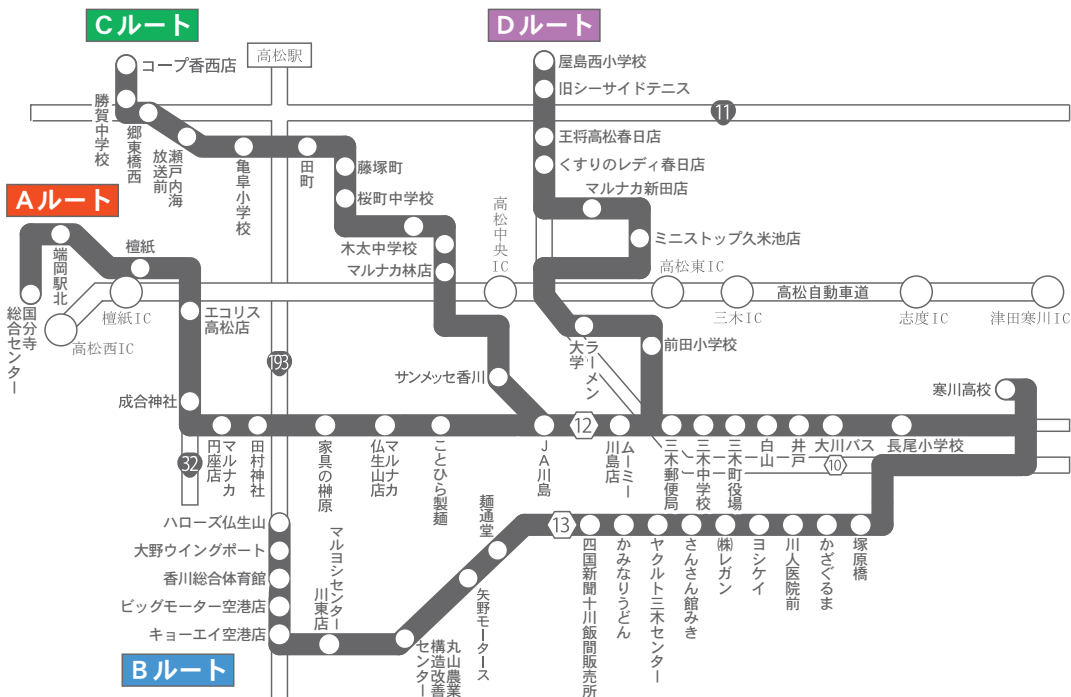 Cルート
高松駅
Dルート
コープ香西店
勝賀中学校
郷東橋西
瀬戸内海
放送前
亀阜小学校
田町
藤塚町
桜町中学校
木太中学校
マルナカ林店
サンメッセ香川
屋島西小学校
旧シーサイドテニス
11
王将高松春日店
くすりのレディ春日店
マルナカ新田店
ミニストップ久米池店
高松中央IC
高松東IC
高松自動車道
三木IC
志度IC
津田寒川IC
ラーメン
大学
前田小学校
Aルート
端岡駅北
檀紙
国分寺
総合センター
檀紙IC
高松西IC
エコリス
高松店
193
成合神社
32
マルナカ
円座店
田村神社
家具の榊原
マルナカ
仏生山店
ことひら製麺
JA川島
12
ムーミー
川島店
三木郵便局
三木中学校
三木町役場
白山
井戸
大川バス
10
長尾小学校
寒川高校
ハローズ仏生山
大野ウイングポート
香川総合体育館
ビッグモーター空港店
キョーエイ空港店
Bルート
マルヨシセンター
川東店
丸山農業
構造改善
センター
矢野モータース
麺通堂
13
四国新聞十川飯間販売所
かみなりうどん
ヤクルト三木センター
さんさん館みき
㈱レガン
ヨシケイ
川人医院前
かざぐるま
塚原橋